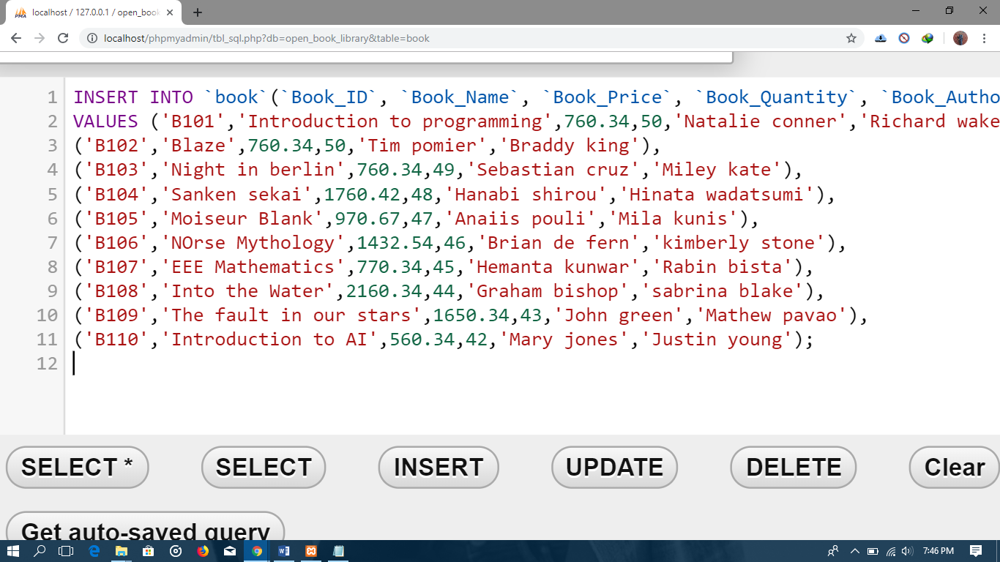 localhost / 127.0.0.1 / open_book
localhost/phpmyadmin/tbl_sql.php?db=open_book_library&table=book
1 INSERT INTO `book`(`Book_ID`, `Book_Name`, `Book_Price`, `Book_Quantity`, `Book_Autho
2 VALUES ('B101','Introduction to programming',760.34,50,'Natalie conner','Richard wake
3 ('B102','Blaze',760.34,50,'Tim pomier','Braddy king'),
4 ('B103','Night in berlin',760.34,49,'Sebastian cruz','Miley kate'),
5 ('B104','Sanken sekai',1760.42,48,'Hanabi shirou','Hinata wadatsumi'),
6 ('B105','Moiseur Blank',970.67,47,'Anaiis pouli','Mila kunis'),
7 ('B106','NOrse Mythology',1432.54,46,'Brian de fern','kimberly stone'),
8 ('B107','EEE Mathematics',770.34,45,'Hemanta kunwar','Rabin bista'),
9 ('B108','Into the Water',2160.34,44,'Graham bishop','sabrina blake'),
10 ('B109','The fault in our stars',1650.34,43,'John green','Mathew pavao'),
11 ('B110','Introduction to AI',560.34,42,'Mary jones','Justin young');
12
SELECT * SELECT INSERT UPDATE DELETE Clear
Get auto-saved query
7:46 PM